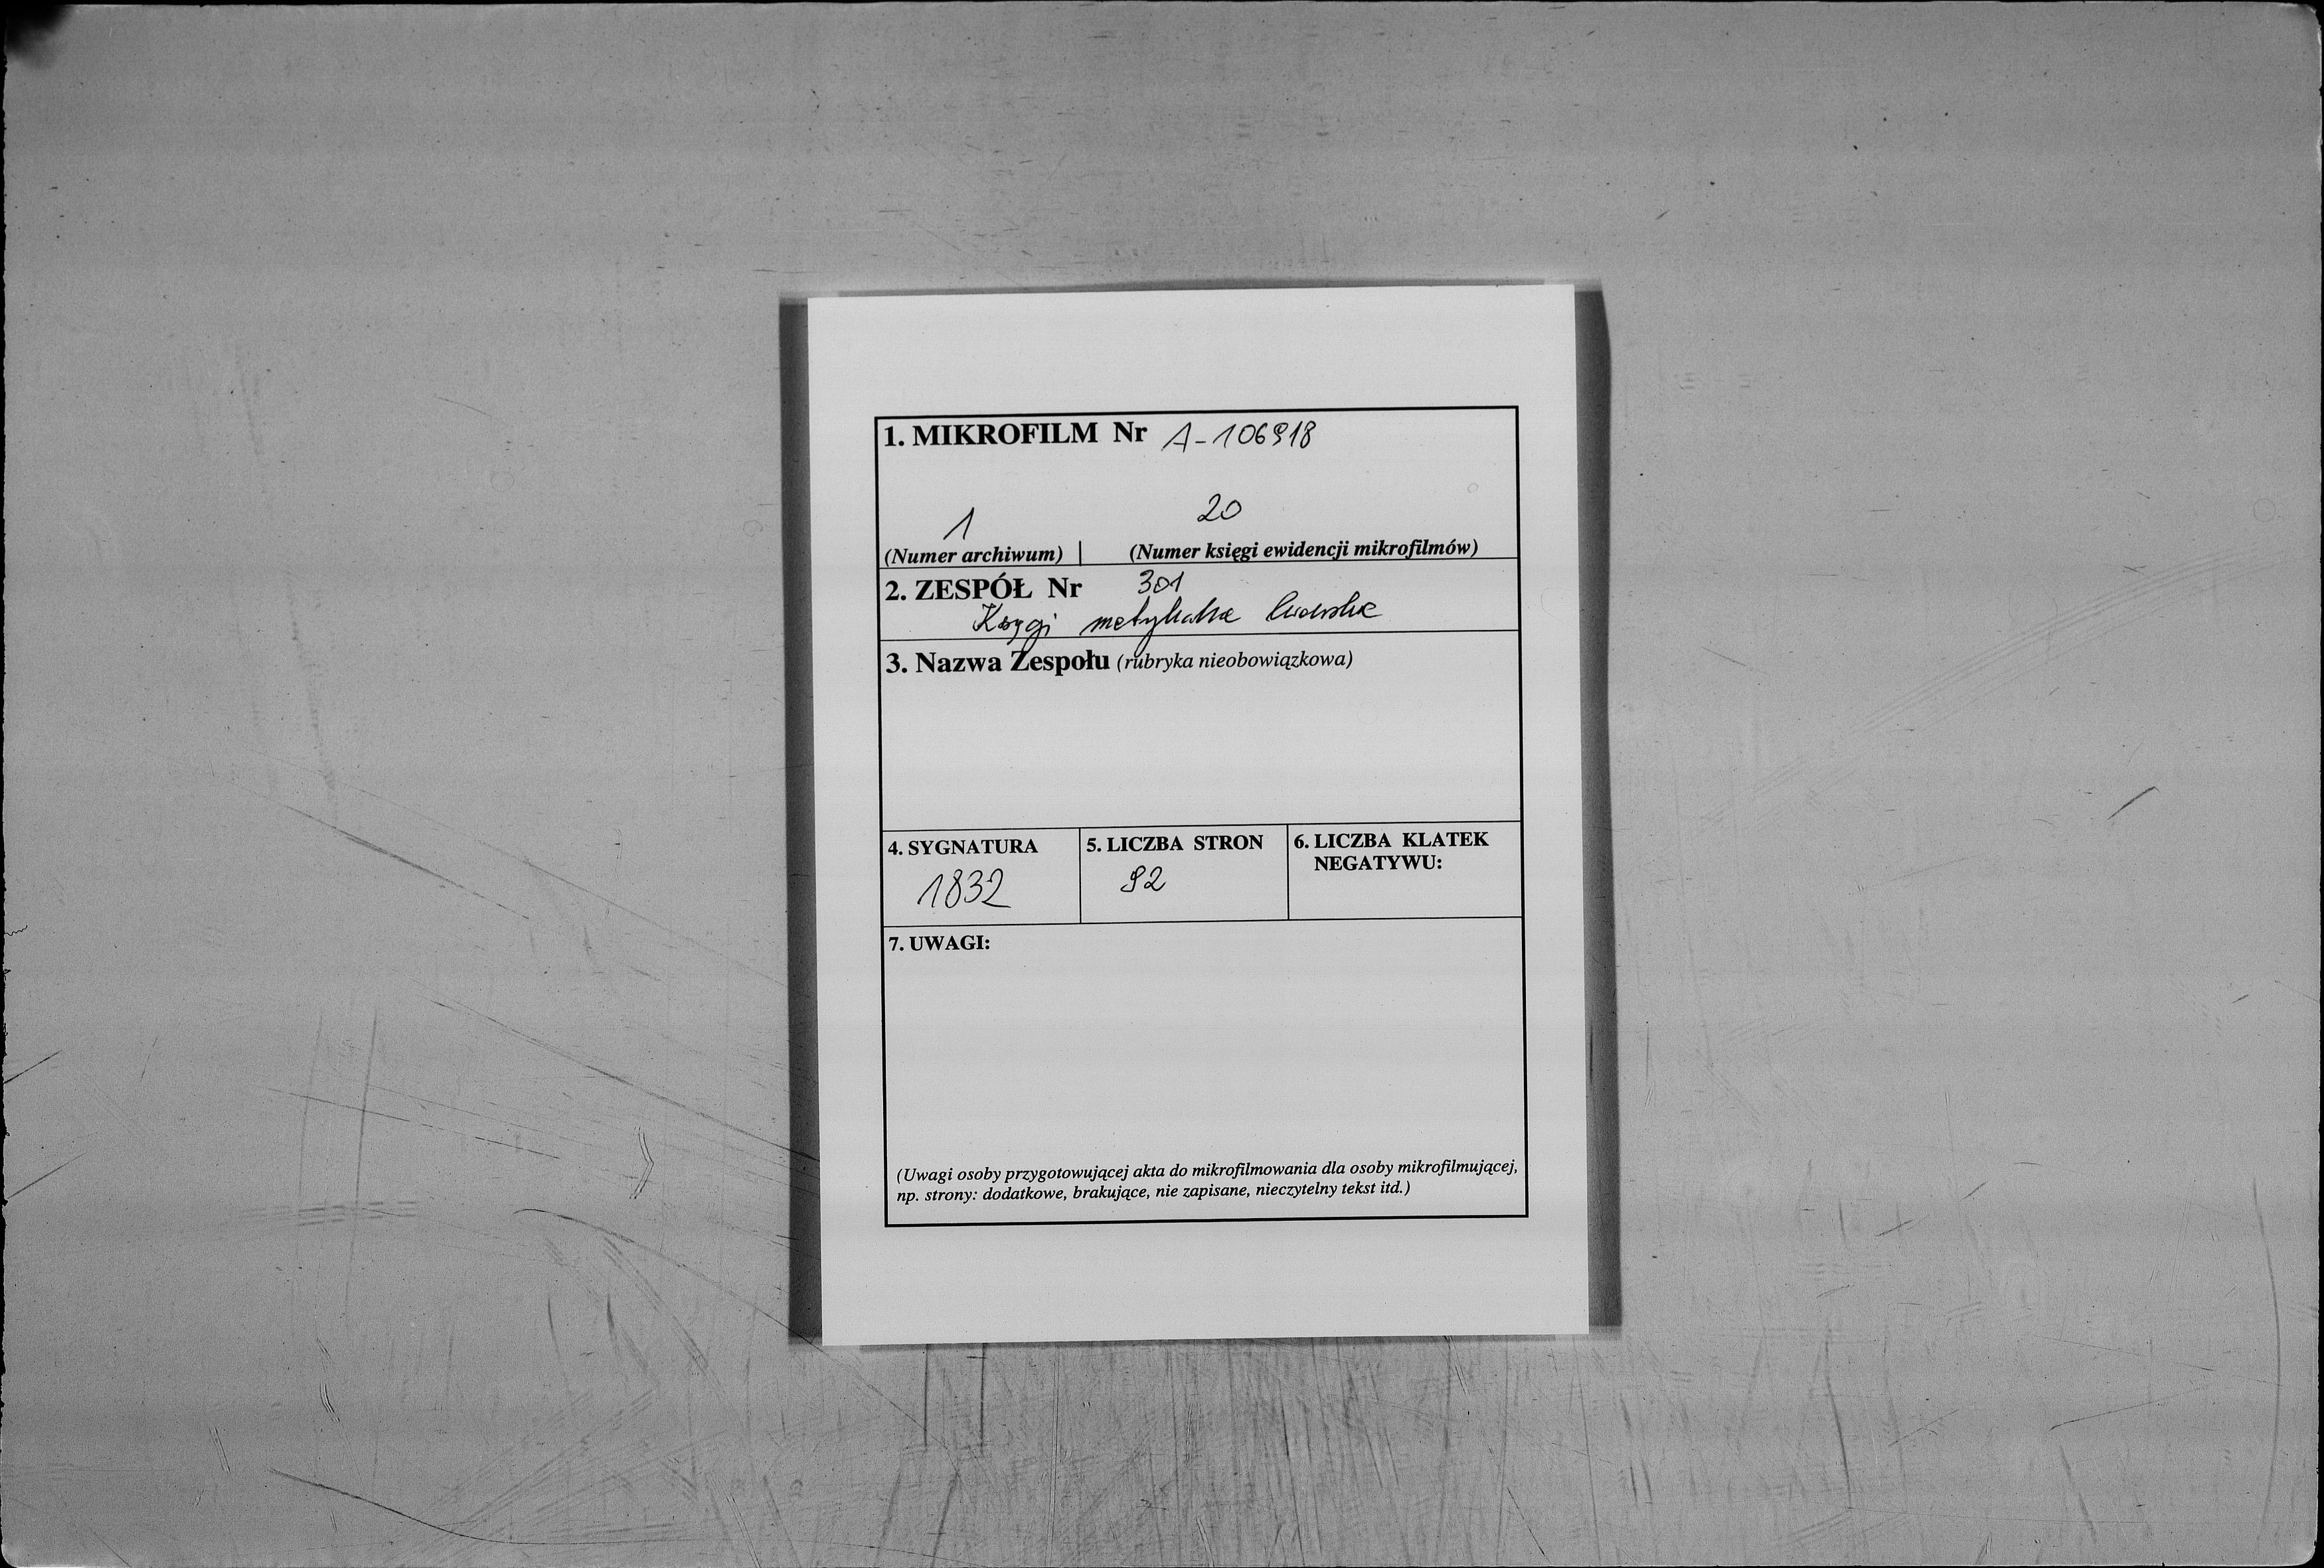 1. MIKROFILM Nr A-106918
1 20
(Numer archiwum) | (Numer księgi ewidencji mikrofilmów)
2. ZESPÓŁ Nr 301
Księgi metrykalne lwowskie
3. Nazwa Zespołu (rubryka nieobowiązkowa)
4. SYGNATURA 5. LICZBA STRON 6. LICZBA KLATEK
NEGATYWU:
1832 92
7. UWAGI:
(Uwagi osoby przygotowującej akta do mikrofilmowania dla osoby mikrofilmującej,
np. strony: dodatkowe, brakujące, nie zapisane, nieczytelny tekst itd.)